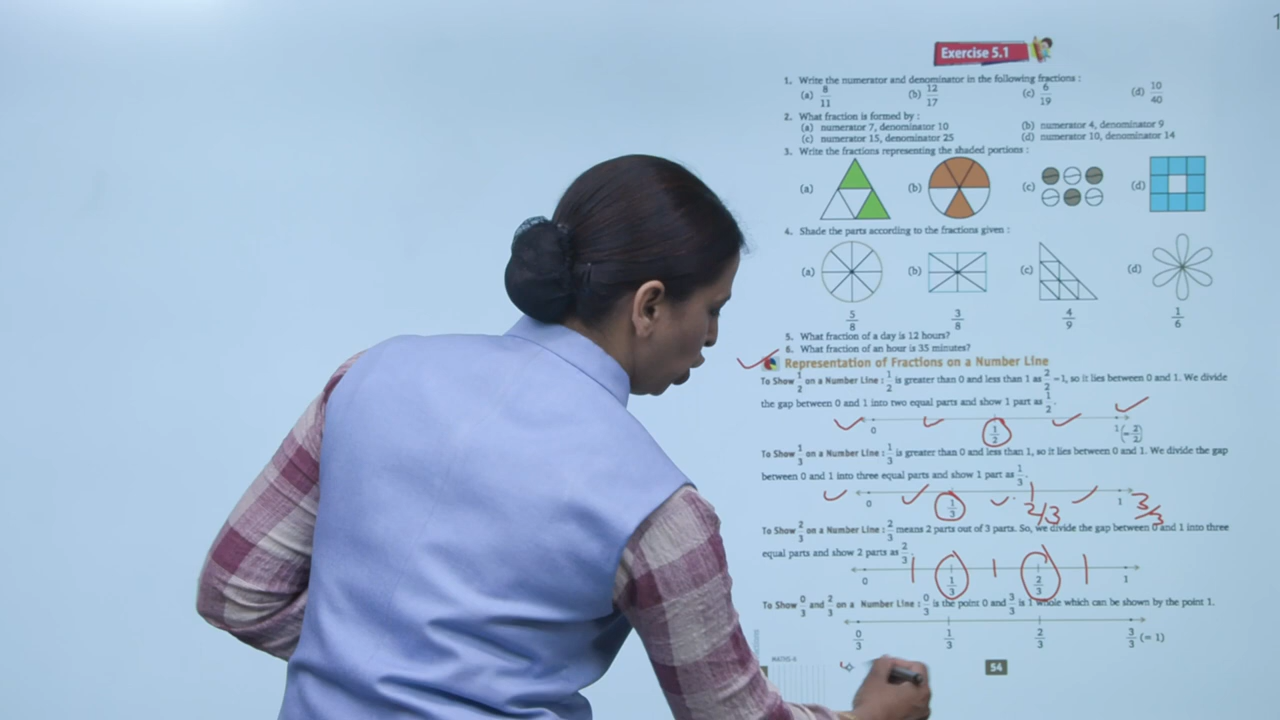 1
Exercise 5.1
1. Write the numerator and denominator in the following fractions :
(a) 8/11 (b) 12/17 (c) 6/19 (d) 10/40
2. What fraction is formed by :
(a) numerator 7, denominator 10 (b) numerator 4, denominator 9
(c) numerator 15, denominator 25 (d) numerator 10, denominator 14
3. Write the fractions representing the shaded portions :
(a) (b) (c) (d)
4. Shade the parts according to the fractions given :
(a) (b) (c) (d)
5/8 3/8 4/9 1/6
5. What fraction of a day is 12 hours?
6. What fraction of an hour is 35 minutes?
Representation of Fractions on a Number Line
To Show 1/2 on a Number Line : 1/2 is greater than 0 and less than 1 as 2/2 = 1, so it lies between 0 and 1. We divide
the gap between 0 and 1 into two equal parts and show 1 part as 1/2.
0 1/2 1 (= 2/2)
To Show 1/3 on a Number Line : 1/3 is greater than 0 and less than 1, so it lies between 0 and 1. We divide the gap
between 0 and 1 into three equal parts and show 1 part as 1/3.
0 1/3 2/3 1 3/3
To Show 2/3 on a Number Line : 2/3 means 2 parts out of 3 parts. So, we divide the gap between 0 and 1 into three
equal parts and show 2 parts as 2/3.
0 1/3 2/3 1
To Show 0/3 and 2/3 on a Number Line : 0/3 is the point 0 and 3/3 is 1 whole which can be shown by the point 1.
0/3 1/3 2/3 3/3 (= 1)
54